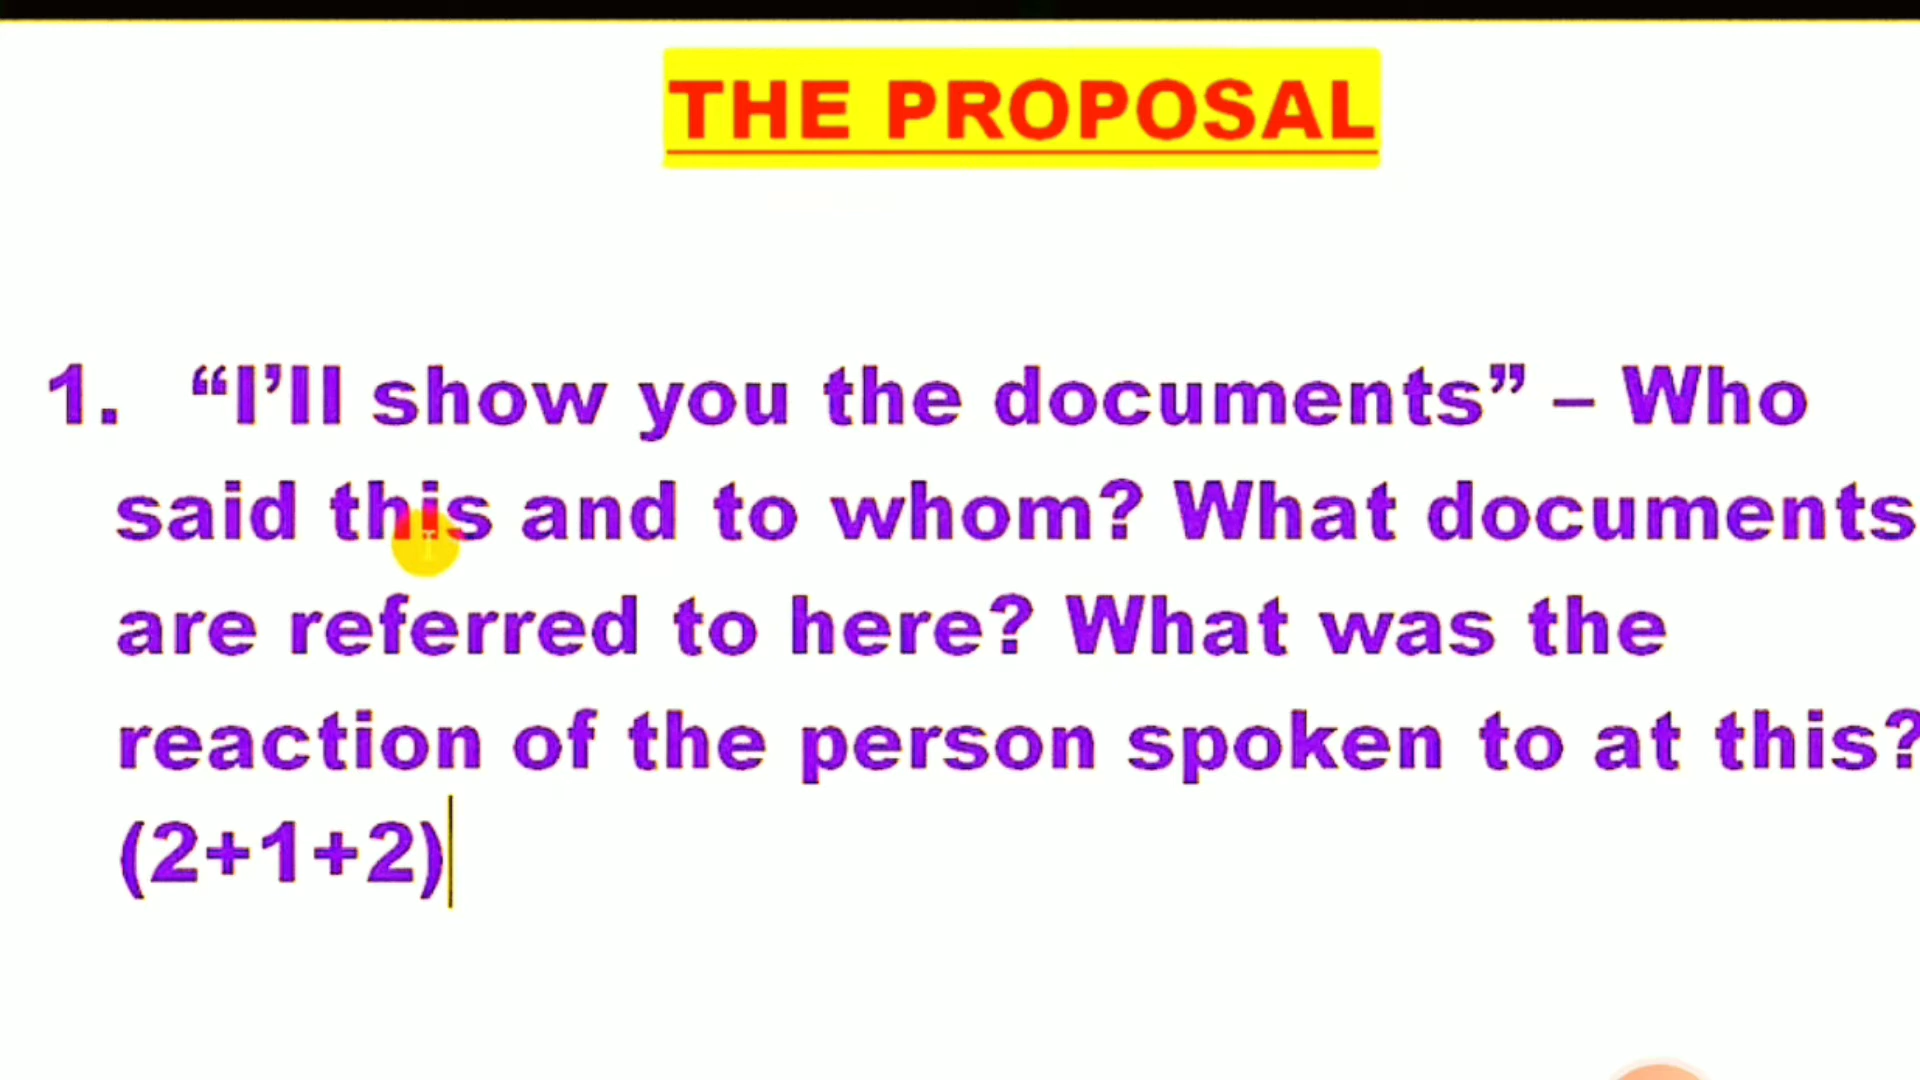 THE PROPOSAL
1. “I’ll show you the documents” – Who
said this and to whom? What documents
are referred to here? What was the
reaction of the person spoken to at this?
(2+1+2)